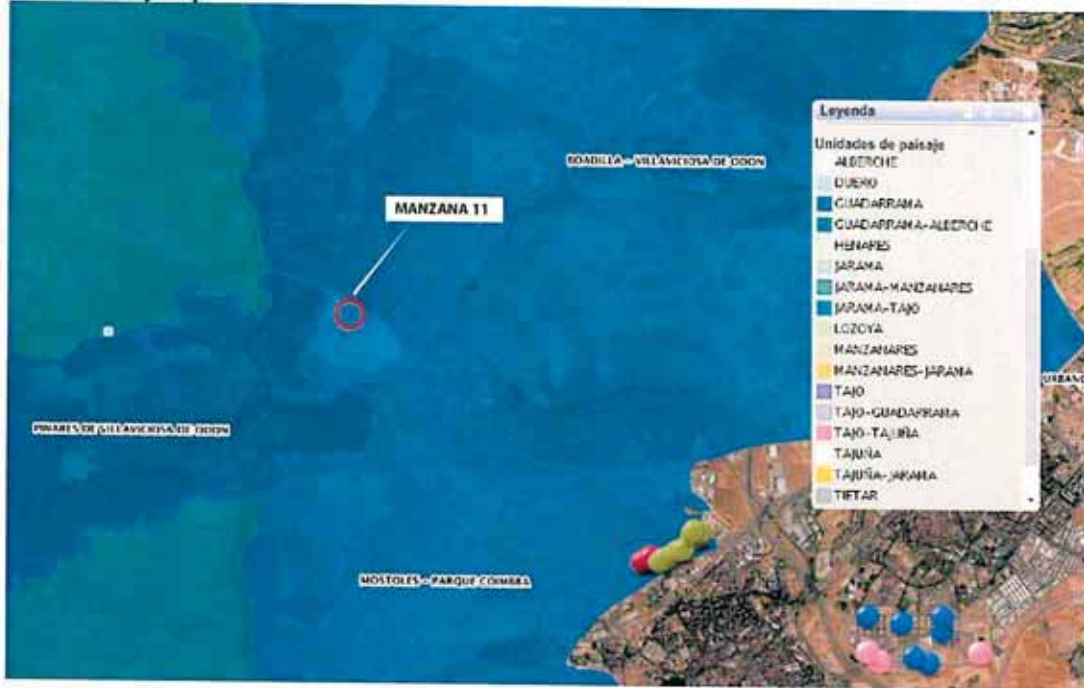 Leyenda
Unidades de paisaje
ALBERCHE
DUERO
GUADARRAMA
GUADARRAMA-ALBERCHE
HENARES
JARAMA
JARAMA-MANZANARES
JARAMA-TAJO
LOZOYA
MANZANARES
MANZANARES-JARAMA
TAJO
TAJO-GUADARRAMA
TAJO-TAJUÑA
TAJUÑA
TAJUÑA-JARAMA
TIETAR
BOADILLA - VILLAVICIOSA DE ODON
MANZANA 11
PINARES DE VILLAVICIOSA DE ODON
MOSTOLES - PARQUE COIMBRA